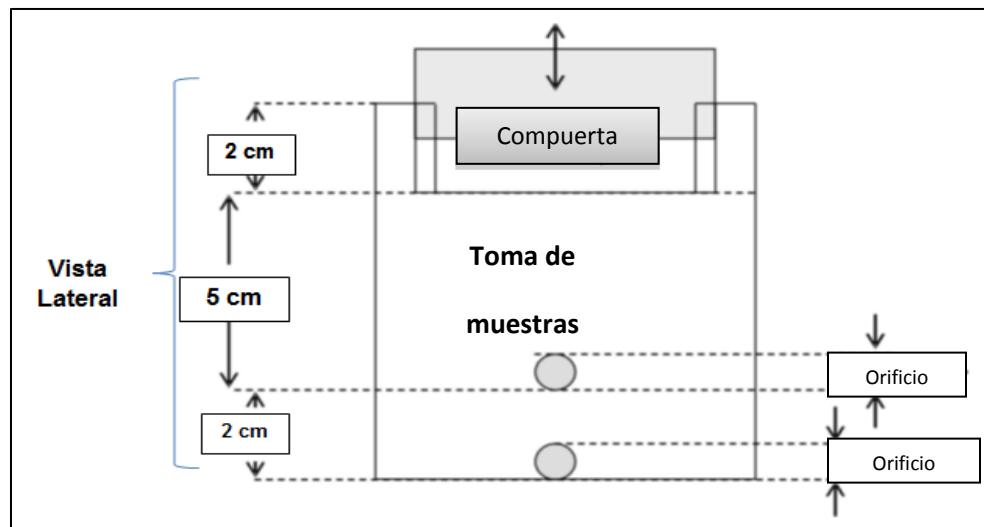 Compuerta
2 cm
Toma de
muestras
Vista
Lateral
5 cm
Orificio
2 cm
Orificio